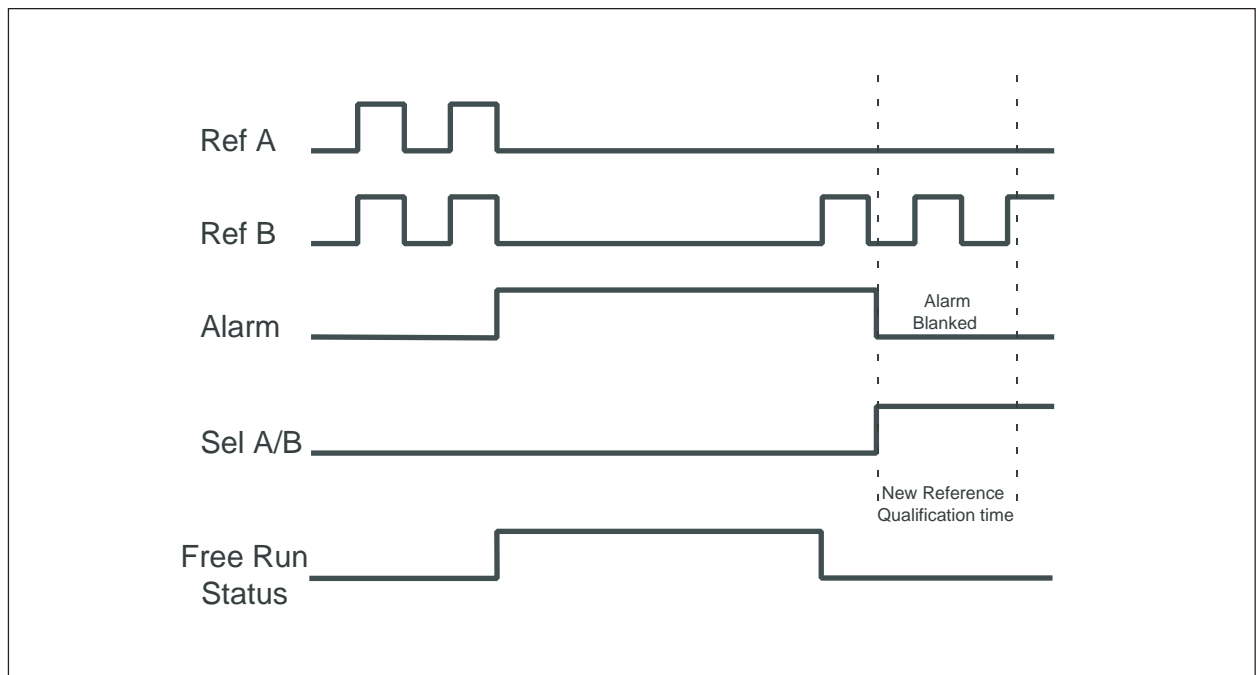 Ref A
Ref B
Alarm
Alarm
Blanked
Sel A/B
New Reference
Qualification time
Free Run
Status